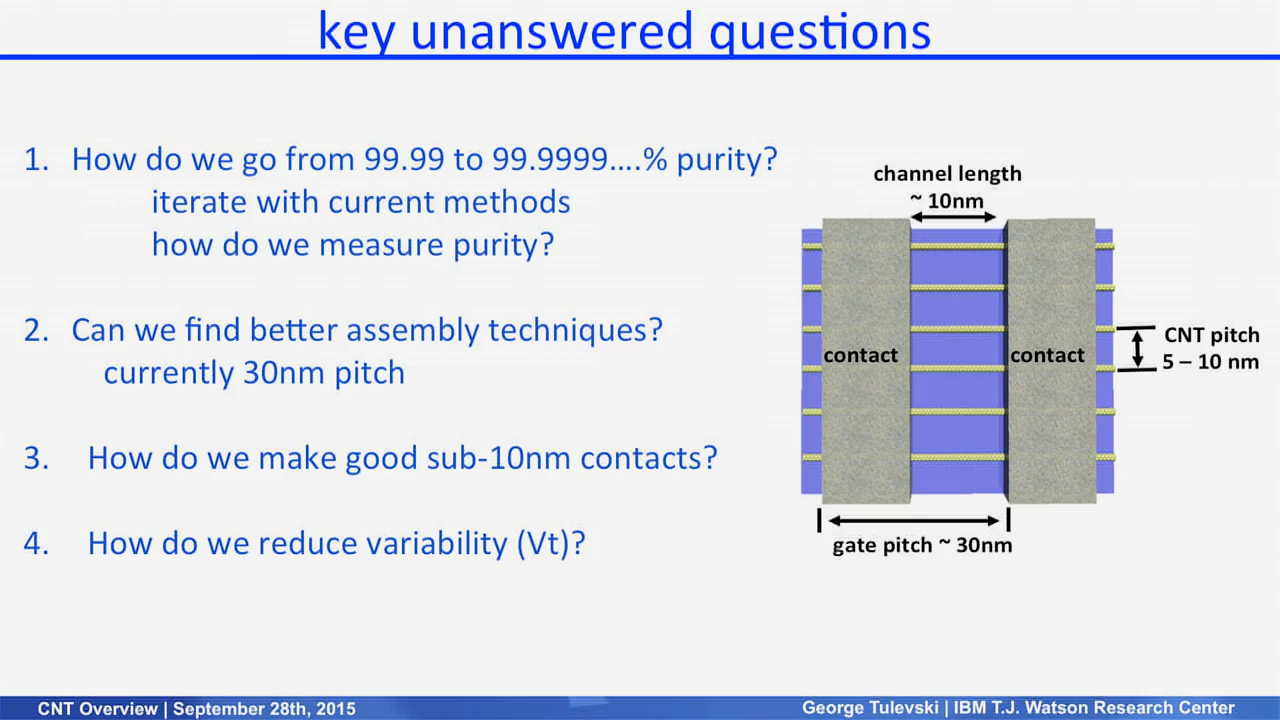 key unanswered questions
1. How do we go from 99.99 to 99.9999....% purity?
iterate with current methods
how do we measure purity?
2. Can we find better assembly techniques?
currently 30nm pitch
3. How do we make good sub-10nm contacts?
4. How do we reduce variability (Vt)?
channel length
~ 10nm
contact
contact
CNT pitch
5 – 10 nm
gate pitch ~ 30nm
CNT Overview | September 28th, 2015
George Tulevski | IBM T.J. Watson Research Center